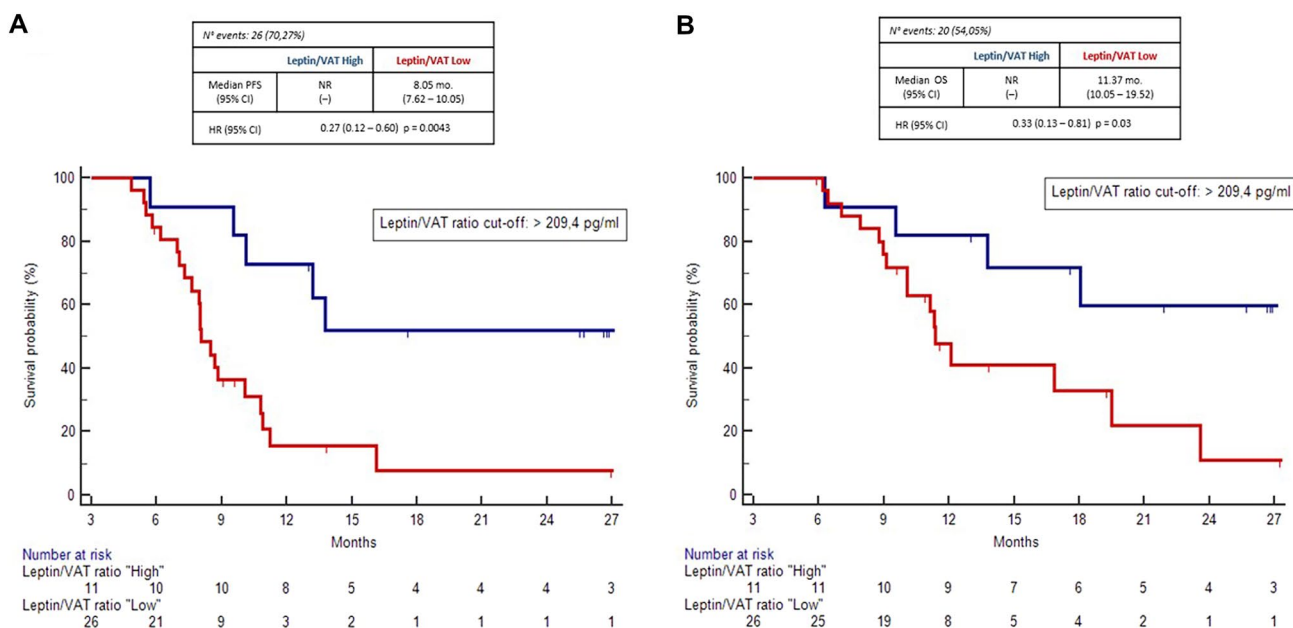 A
N° events: 26 (70,27%)
Leptin/VAT High Leptin/VAT Low
Median PFS NR 8.05 mo.
(95% CI) (–) (7.62 – 10.05)
HR (95% CI) 0.27 (0.12 – 0.60) p = 0.0043
Leptin/VAT ratio cut-off: > 209,4 pg/ml
Survival probability (%)
100
80
60
40
20
0
3 6 9 12 15 18 21 24 27
Months
Number at risk
Leptin/VAT ratio "High"
11 10 10 8 5 4 4 4 3
Leptin/VAT ratio "Low"
26 21 9 3 2 1 1 1 1
B
N° events: 20 (54,05%)
Leptin/VAT High Leptin/VAT Low
Median OS NR 11.37 mo.
(95% CI) (–) (10.05 – 19.52)
HR (95% CI) 0.33 (0.13 – 0.81) p = 0.03
Leptin/VAT ratio cut-off: > 209,4 pg/ml
Survival probability (%)
100
80
60
40
20
0
3 6 9 12 15 18 21 24 27
Months
Number at risk
Leptin/VAT ratio "High"
11 11 10 9 7 6 5 4 3
Leptin/VAT ratio "Low"
26 25 19 8 5 4 2 1 1